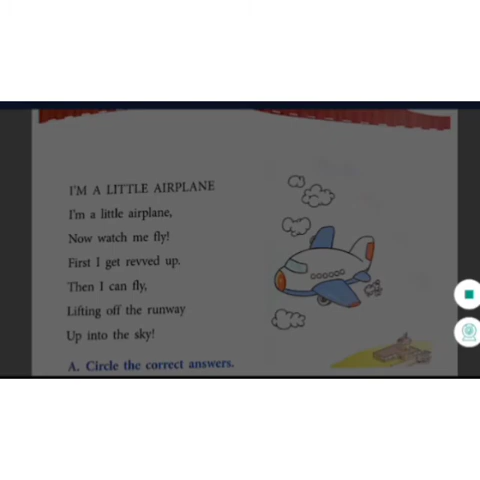 I'M A LITTLE AIRPLANE
I'm a little airplane,
Now watch me fly!
First I get revved up.
Then I can fly,
Lifting off the runway
Up into the sky!
A. Circle the correct answers.